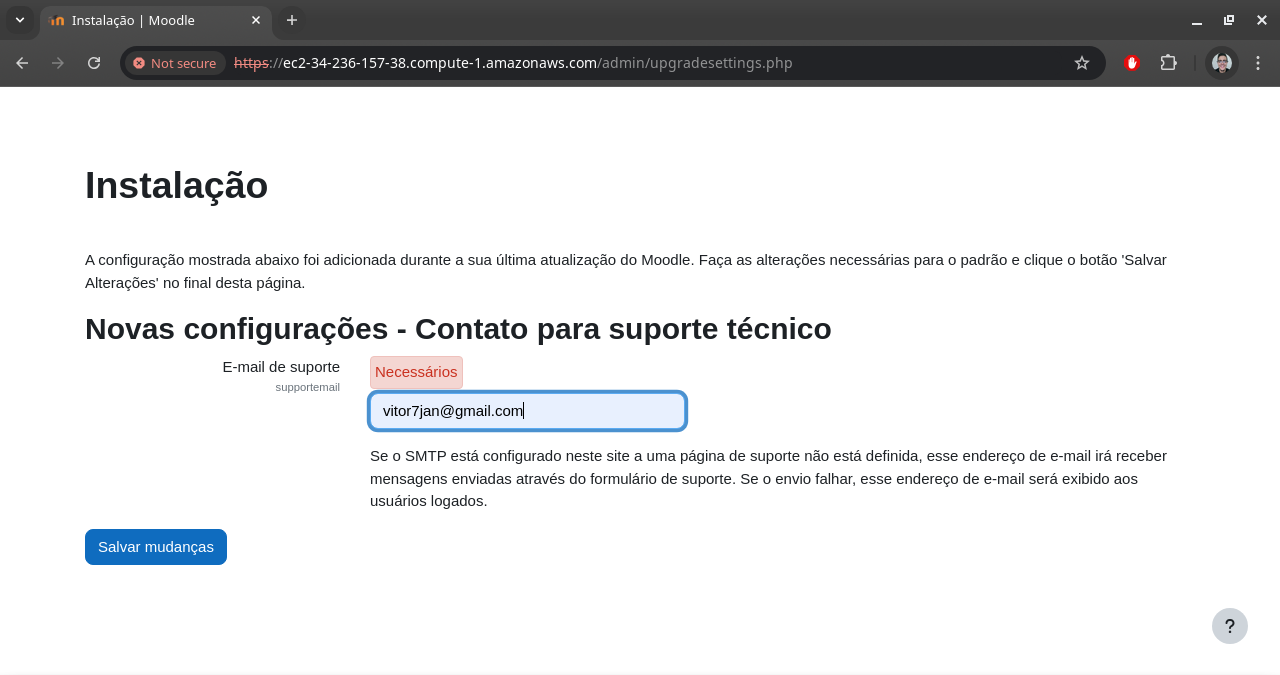 Instalação | Moodle
Not secure https://ec2-34-236-157-38.compute-1.amazonaws.com/admin/upgradesettings.php
Instalação
A configuração mostrada abaixo foi adicionada durante a sua última atualização do Moodle. Faça as alterações necessárias para o padrão e clique o botão 'Salvar
Alterações' no final desta página.
Novas configurações - Contato para suporte técnico
E-mail de suporte
supportemail
Necessários
vitor7jan@gmail.com
Se o SMTP está configurado neste site a uma página de suporte não está definida, esse endereço de e-mail irá receber
mensagens enviadas através do formulário de suporte. Se o envio falhar, esse endereço de e-mail será exibido aos
usuários logados.
Salvar mudanças
?